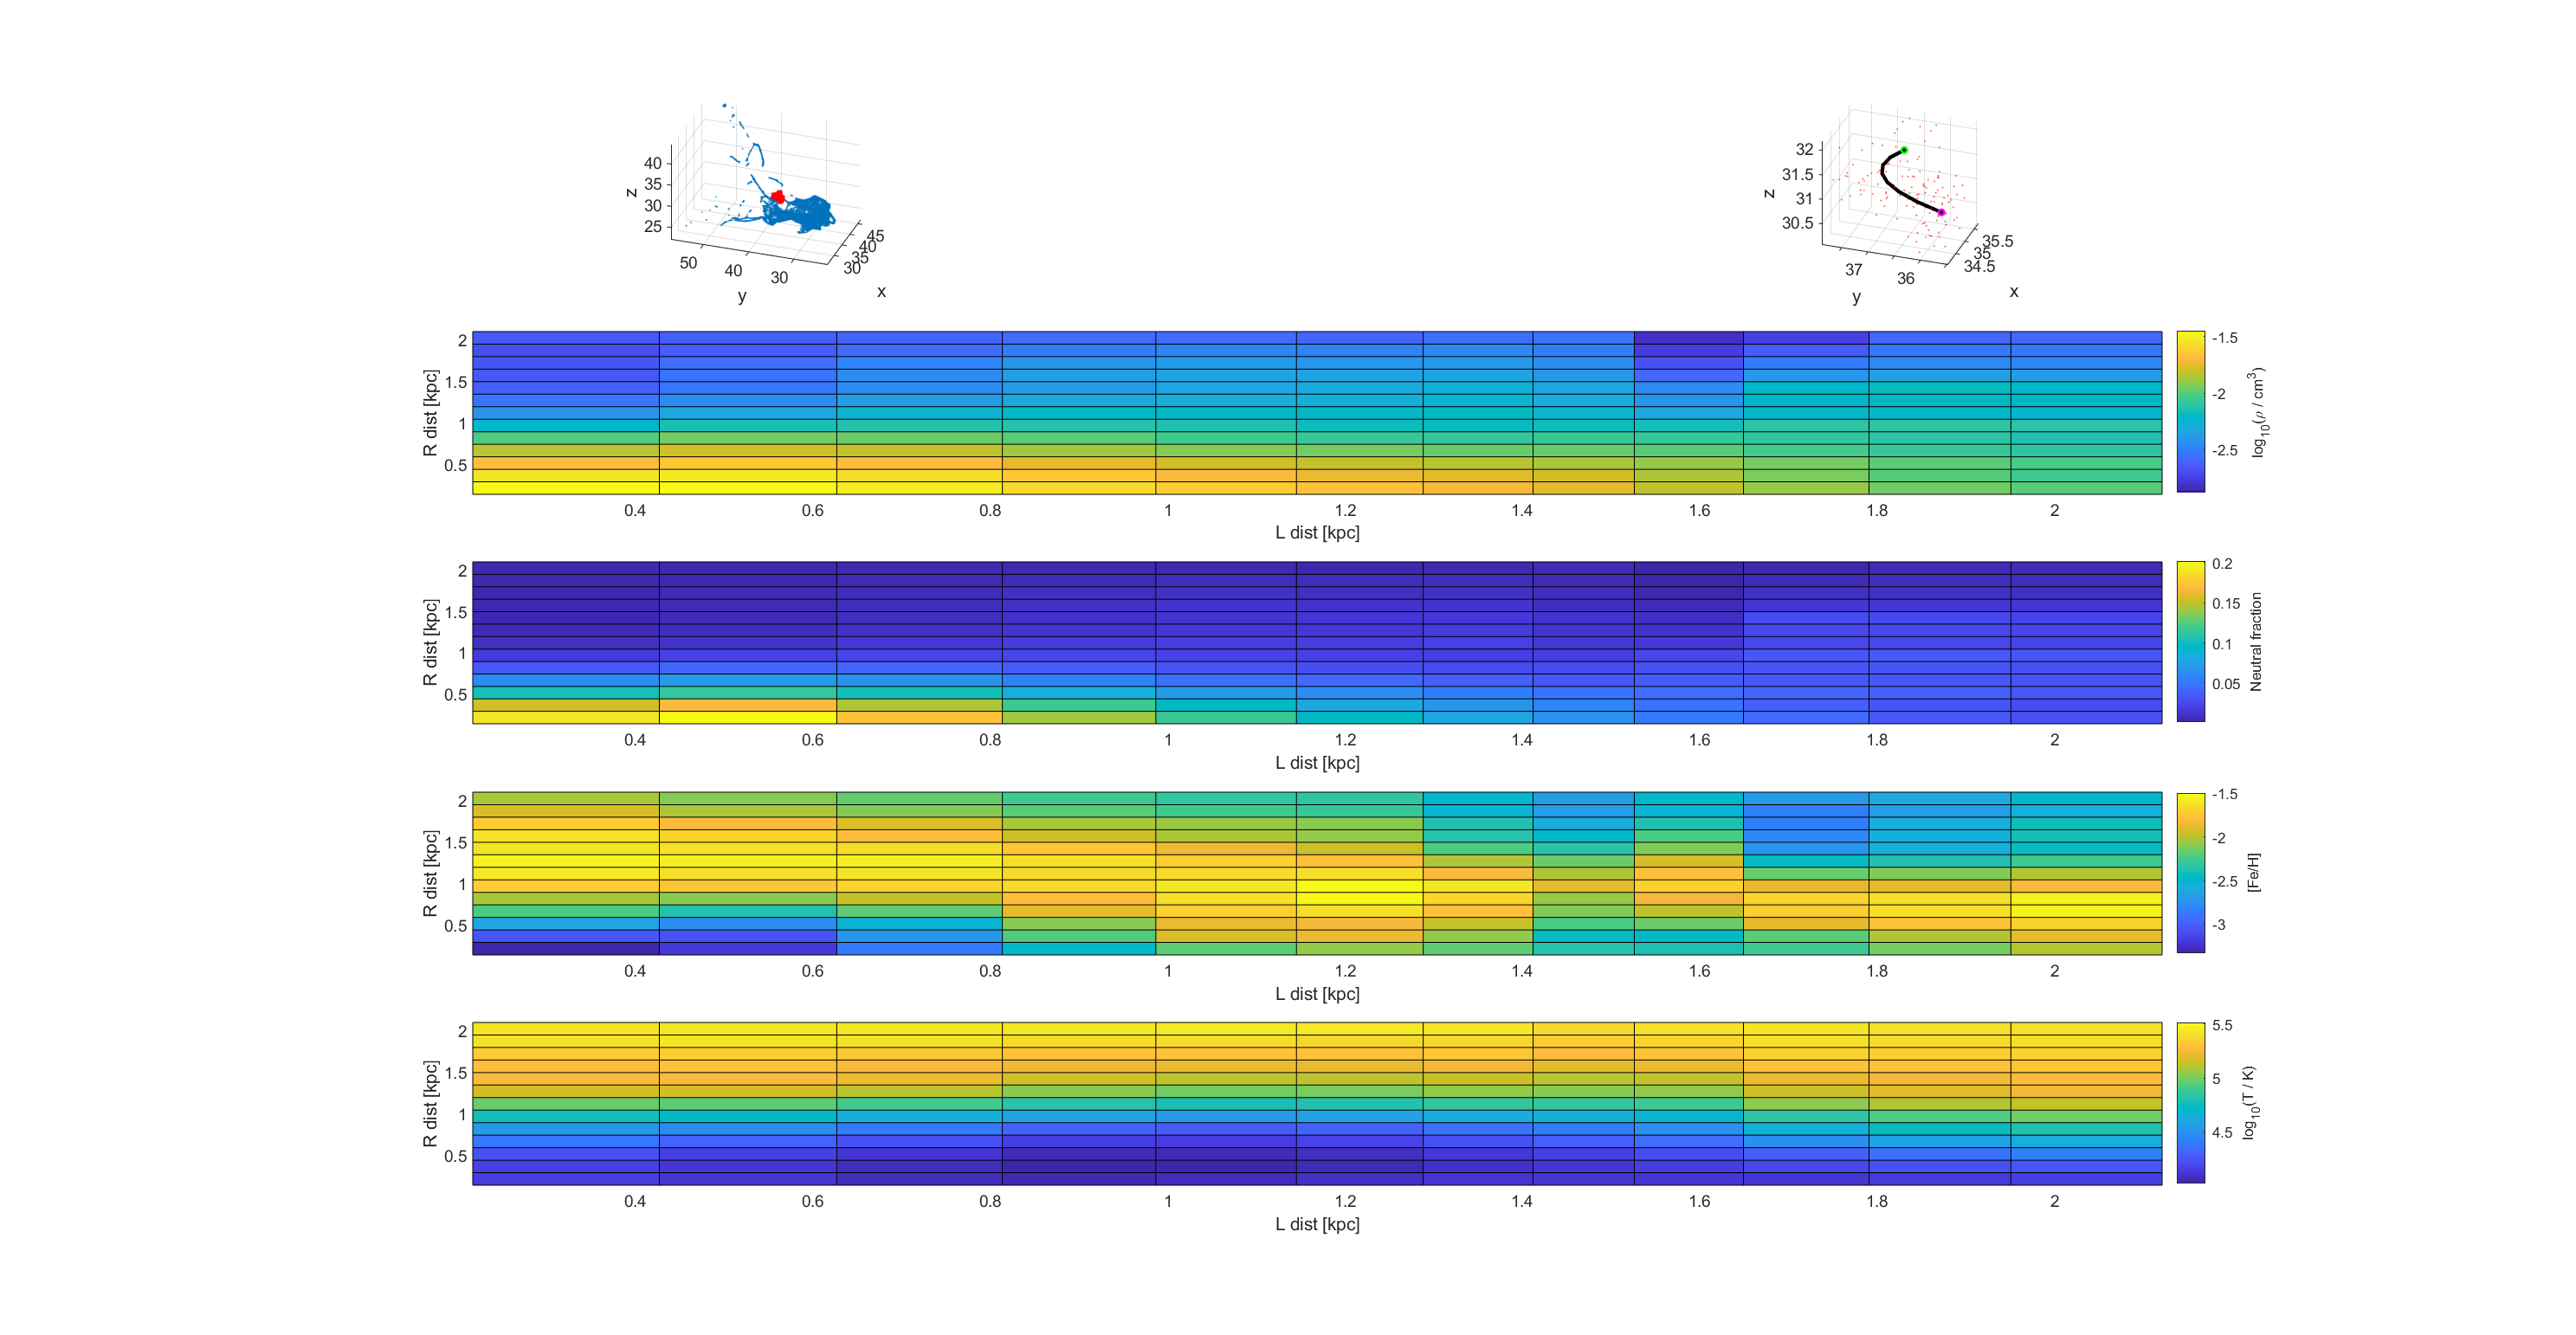 40
35
30
25
z
50
40
30
y
45
40
35
30
x
32
31.5
31
30.5
z
37
36
y
35.5
35
34.5
x
2
1.5
1
0.5
R dist [kpc]
0.4 0.6 0.8 1 1.2 1.4 1.6 1.8 2
L dist [kpc]
-1.5
-2
-2.5
log10(ρ / cm3)
2
1.5
1
0.5
R dist [kpc]
0.4 0.6 0.8 1 1.2 1.4 1.6 1.8 2
L dist [kpc]
0.2
0.15
0.1
0.05
Neutral fraction
2
1.5
1
0.5
R dist [kpc]
0.4 0.6 0.8 1 1.2 1.4 1.6 1.8 2
L dist [kpc]
-1.5
-2
-2.5
-3
[Fe/H]
2
1.5
1
0.5
R dist [kpc]
0.4 0.6 0.8 1 1.2 1.4 1.6 1.8 2
L dist [kpc]
5.5
5
4.5
log10(T / K)